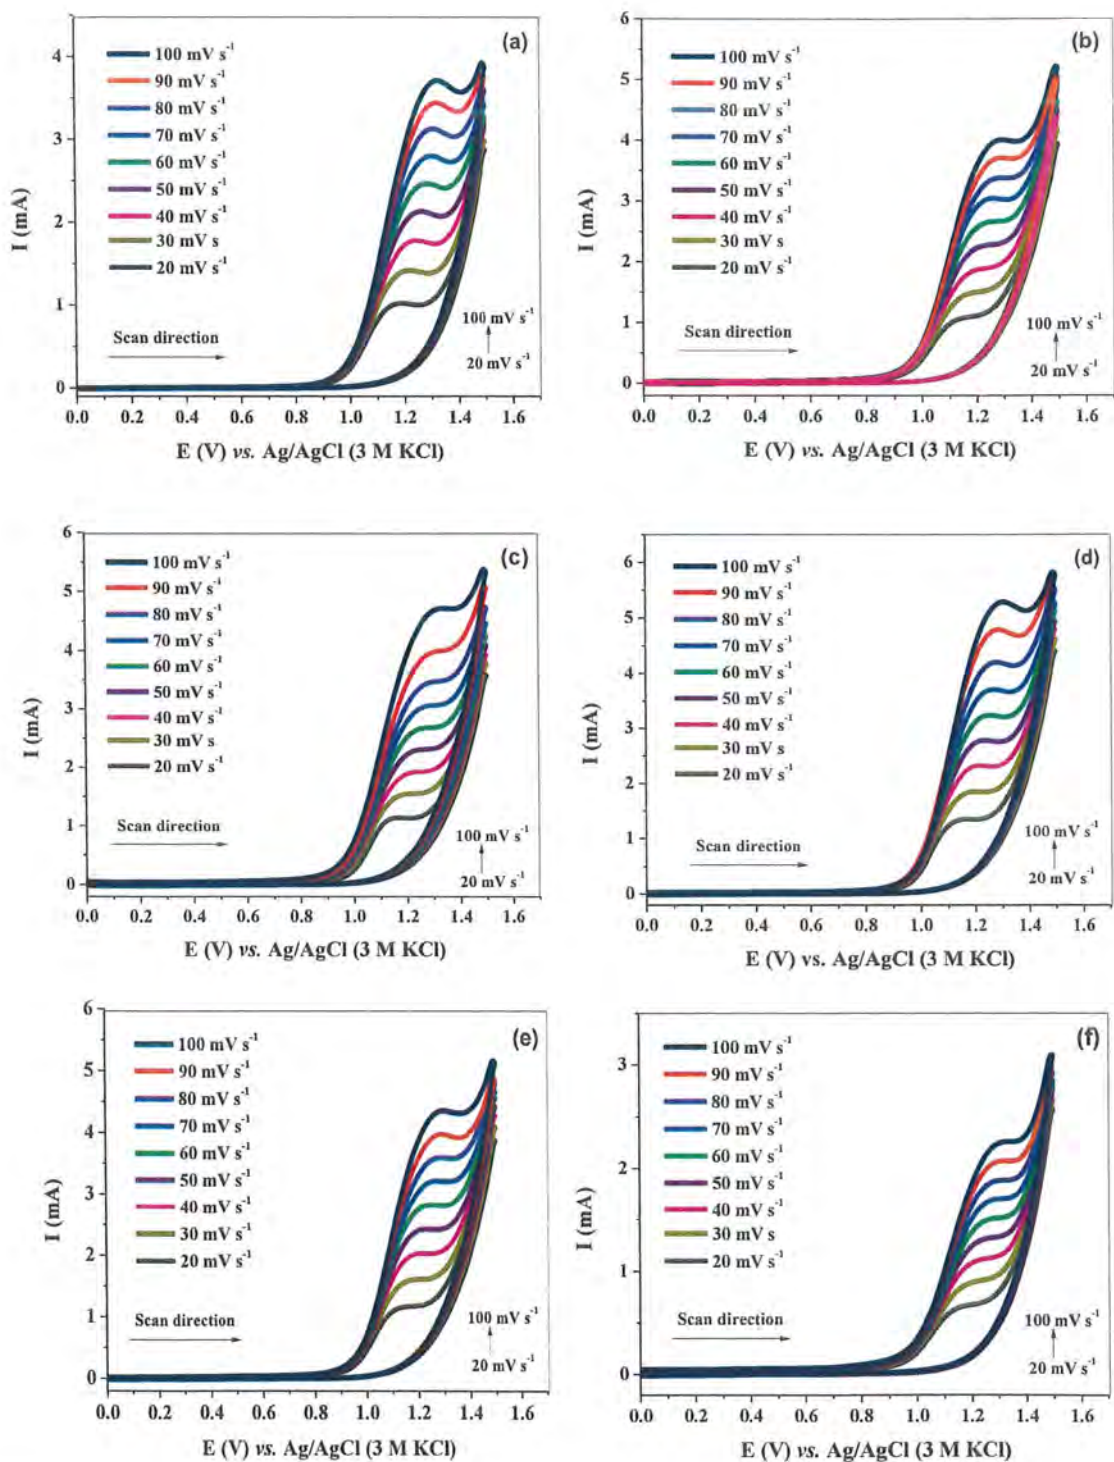 (a)
100 mV s⁻¹
90 mV s⁻¹
80 mV s⁻¹
70 mV s⁻¹
60 mV s⁻¹
50 mV s⁻¹
40 mV s⁻¹
30 mV s
20 mV s⁻¹
4
3
2
1
0
I (mA)
Scan direction
100 mV s⁻¹
20 mV s⁻¹
0.0 0.2 0.4 0.6 0.8 1.0 1.2 1.4 1.6
E (V) vs. Ag/AgCl (3 M KCl)
(b)
100 mV s⁻¹
90 mV s⁻¹
80 mV s⁻¹
70 mV s⁻¹
60 mV s⁻¹
50 mV s⁻¹
40 mV s⁻¹
30 mV s
20 mV s⁻¹
6
5
4
3
2
1
0
I (mA)
Scan direction
100 mV s⁻¹
20 mV s⁻¹
0.0 0.2 0.4 0.6 0.8 1.0 1.2 1.4 1.6
E (V) vs. Ag/AgCl (3 M KCl)
(c)
100 mV s⁻¹
90 mV s⁻¹
80 mV s⁻¹
70 mV s⁻¹
60 mV s⁻¹
50 mV s⁻¹
40 mV s⁻¹
30 mV s
20 mV s⁻¹
6
5
4
3
2
1
0
I (mA)
Scan direction
100 mV s⁻¹
20 mV s⁻¹
0.0 0.2 0.4 0.6 0.8 1.0 1.2 1.4 1.6
E (V) vs. Ag/AgCl (3 M KCl)
(d)
100 mV s⁻¹
90 mV s⁻¹
80 mV s⁻¹
70 mV s⁻¹
60 mV s⁻¹
50 mV s⁻¹
40 mV s⁻¹
30 mV s
20 mV s⁻¹
6
5
4
3
2
1
0
I (mA)
Scan direction
100 mV s⁻¹
20 mV s⁻¹
0.0 0.2 0.4 0.6 0.8 1.0 1.2 1.4 1.6
E (V) vs. Ag/AgCl (3 M KCl)
(e)
100 mV s⁻¹
90 mV s⁻¹
80 mV s⁻¹
70 mV s⁻¹
60 mV s⁻¹
50 mV s⁻¹
40 mV s⁻¹
30 mV s
20 mV s⁻¹
6
5
4
3
2
1
0
I (mA)
Scan direction
100 mV s⁻¹
20 mV s⁻¹
0.0 0.2 0.4 0.6 0.8 1.0 1.2 1.4 1.6
E (V) vs. Ag/AgCl (3 M KCl)
(f)
100 mV s⁻¹
90 mV s⁻¹
80 mV s⁻¹
70 mV s⁻¹
60 mV s⁻¹
50 mV s⁻¹
40 mV s⁻¹
30 mV s
20 mV s⁻¹
3
2
1
0
I (mA)
Scan direction
100 mV s⁻¹
20 mV s⁻¹
0.0 0.2 0.4 0.6 0.8 1.0 1.2 1.4 1.6
E (V) vs. Ag/AgCl (3 M KCl)